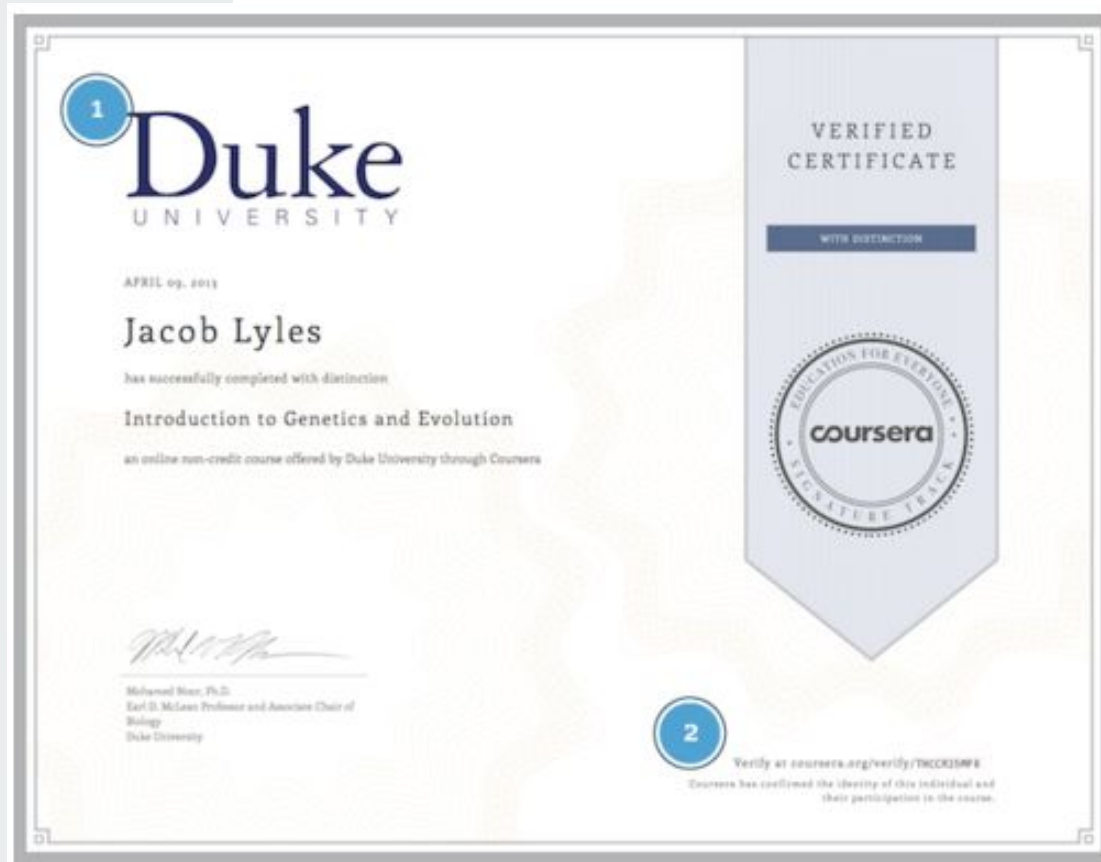 1
Duke
UNIVERSITY
APRIL 09, 2013
Jacob Lyles
has successfully completed with distinction
Introduction to Genetics and Evolution
an online non-credit course offered by Duke University through Coursera
Mohamed Noor, Ph.D.
Earl D. McLean Professor and Associate Chair of
Biology
Duke University
VERIFIED
CERTIFICATE
WITH DISTINCTION
EDUCATION FOR EVERYONE
coursera
SIGNATURE TRACK
2
Verify at coursera.org/verify/
Coursera has confirmed the identity of this individual and
their participation in the course.